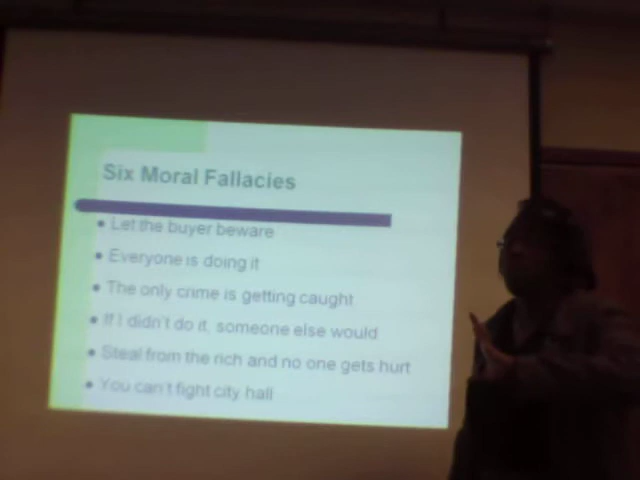 Six Moral Fallacies
• Let the buyer beware
• Everyone is doing it
• The only crime is getting caught
• If I didn't do it, someone else would
• Steal from the rich and no one gets hurt
• You can't fight city hall